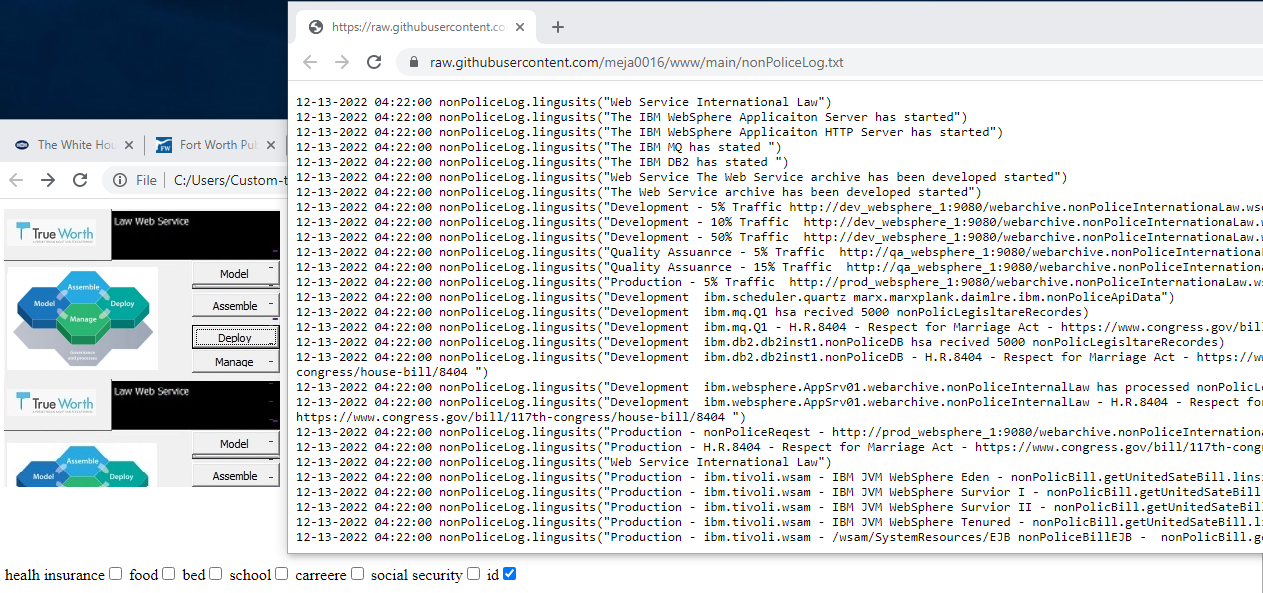 https://raw.githubusercontent.co
raw.githubusercontent.com/meja0016/www/main/nonPoliceLog.txt
12-13-2022 04:22:00 nonPoliceLog.lingusits("Web Service International Law")
12-13-2022 04:22:00 nonPoliceLog.lingusits("The IBM WebSphere Applicaiton Server has started")
12-13-2022 04:22:00 nonPoliceLog.lingusits("The IBM WebSphere Applicaiton HTTP Server has started")
12-13-2022 04:22:00 nonPoliceLog.lingusits("The IBM MQ has stated ")
12-13-2022 04:22:00 nonPoliceLog.lingusits("The IBM DB2 has stated ")
12-13-2022 04:22:00 nonPoliceLog.lingusits("Web Service The Web Service archive has been developed started")
12-13-2022 04:22:00 nonPoliceLog.lingusits("The Web Service archive has been developed started")
12-13-2022 04:22:00 nonPoliceLog.lingusits("Development - 5% Traffic http://dev_websphere_1:9080/webarchive.nonPoliceInternationaLaw.wsc
12-13-2022 04:22:00 nonPoliceLog.lingusits("Development - 10% Traffic  http://dev_websphere_1:9080/webarchive.nonPoliceInternationaLaw.w
12-13-2022 04:22:00 nonPoliceLog.lingusits("Development - 50% Traffic  http://dev_websphere_1:9080/webarchive.nonPoliceInternationaLaw.w
12-13-2022 04:22:00 nonPoliceLog.lingusits("Quality Assuanrce - 5% Traffic  http://qa_websphere_1:9080/webarchive.nonPoliceInternational
12-13-2022 04:22:00 nonPoliceLog.lingusits("Quality Assuanrce - 15% Traffic  http://qa_websphere_1:9080/webarchive.nonPoliceInternationa
12-13-2022 04:22:00 nonPoliceLog.lingusits("Production - 5% Traffic  http://prod_websphere_1:9080/webarchive.nonPoliceInternationaLaw.ws
12-13-2022 04:22:00 nonPoliceLog.lingusits("Development  ibm.scheduler.quartz marx.marxplank.daimlre.ibm.nonPoliceApiData")
12-13-2022 04:22:00 nonPoliceLog.lingusits("Development  ibm.mq.Q1 hsa recived 5000 nonPolicLegisltareRecordes)
12-13-2022 04:22:00 nonPoliceLog.lingusits("Development  ibm.mq.Q1 - H.R.8404 - Respect for Marriage Act - https://www.congress.gov/bill
12-13-2022 04:22:00 nonPoliceLog.lingusits("Development  ibm.db2.db2inst1.nonPoliceDB hsa recived 5000 nonPolicLegisltareRecordes)
12-13-2022 04:22:00 nonPoliceLog.lingusits("Development  ibm.db2.db2inst1.nonPoliceDB - H.R.8404 - Respect for Marriage Act - https://ww
congress/house-bill/8404 ")
12-13-2022 04:22:00 nonPoliceLog.lingusits("Development  ibm.websphere.AppSrv01.webarchive.nonPoliceInternalLaw has processed nonPolicLe
12-13-2022 04:22:00 nonPoliceLog.lingusits("Development  ibm.websphere.AppSrv01.webarchive.nonPoliceInternalLaw - H.R.8404 - Respect for
https://www.congress.gov/bill/117th-congress/house-bill/8404 ")
12-13-2022 04:22:00 nonPoliceLog.lingusits("Production - nonPoliceReqest - http://prod_websphere_1:9080/webarchive.nonPoliceInternationa
12-13-2022 04:22:00 nonPoliceLog.lingusits("Production - H.R.8404 - Respect for Marriage Act - https://www.congress.gov/bill/117th-cong
12-13-2022 04:22:00 nonPoliceLog.lingusits("Web Service International Law")
12-13-2022 04:22:00 nonPoliceLog.lingusits("Production - ibm.tivoli.wsam - IBM JVM WebSphere Eden - nonPolicBill.getUnitedSateBill.lins
12-13-2022 04:22:00 nonPoliceLog.lingusits("Production - ibm.tivoli.wsam - IBM JVM WebSphere Survior I - nonPolicBill.getUnitedSateBill
12-13-2022 04:22:00 nonPoliceLog.lingusits("Production - ibm.tivoli.wsam - IBM JVM WebSphere Survior II - nonPolicBill.getUnitedSateBil
12-13-2022 04:22:00 nonPoliceLog.lingusits("Production - ibm.tivoli.wsam - IBM JVM WebSphere Tenured - nonPolicBill.getUnitedSateBill.l
12-13-2022 04:22:00 nonPoliceLog.lingusits("Production - ibm.tivoli.wsam - /wsam/SystemResources/EJB nonPoliceBillEJB -  nonPolicBill.g
The White Hou
Fort Worth Pub
File
C:/Users/Custom-t
True Worth
Law Web Service
Assemble
Model
Deploy
Manage
Governance
and processes
Model
Assemble
Deploy
Manage
True Worth
Law Web Service
Assemble
Model
Deploy
Model
Assemble
healh insurance food bed school carreere social security id